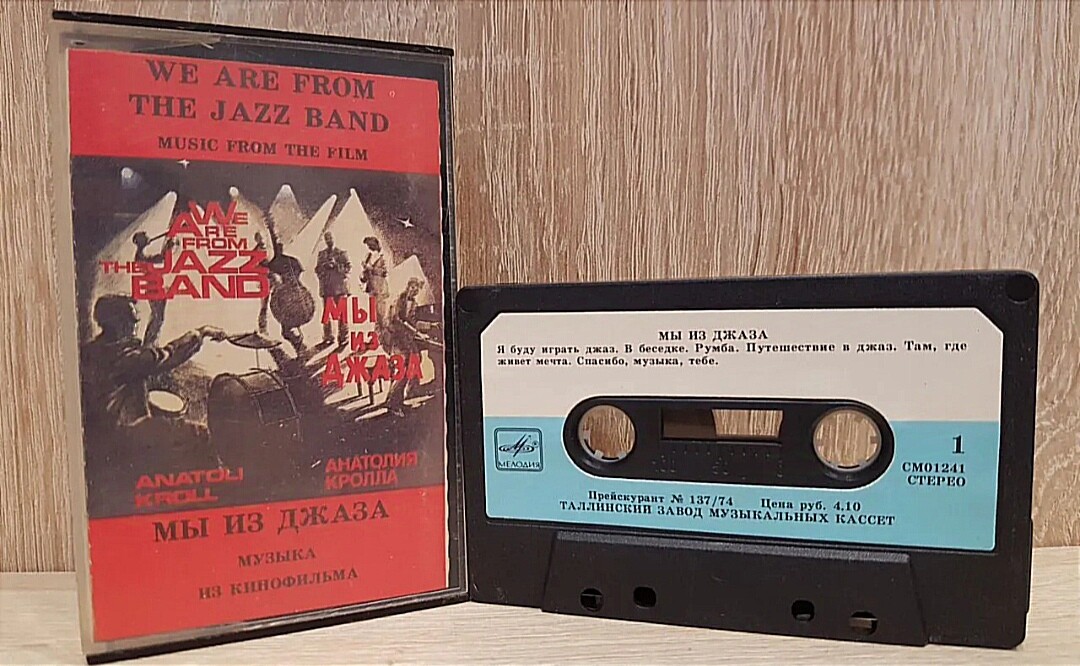 WE ARE FROM
THE JAZZ BAND
MUSIC FROM THE FILM
WE
ARE
FROM
THE JAZZ
BAND
МЫ
ИЗ
ДЖАЗА
ANATOLI
KROLL
АНАТОЛИЯ
КРОЛЛА
МЫ ИЗ ДЖАЗА
МУЗЫКА
ИЗ КИНОФИЛЬМА
МЫ ИЗ ДЖАЗА
Я буду играть джаз. В беседке. Румба. Путешествие в джаз. Там, где
живет мечта. Спасибо, музыка, тебе.
МЕЛОДИЯ
1
СМ01241
СТЕРЕО
100 50 0
Прейскурант № 137/74 Цена руб. 4.10
ТАЛЛИНСКИЙ ЗАВОД МУЗЫКАЛЬНЫХ КАССЕТ